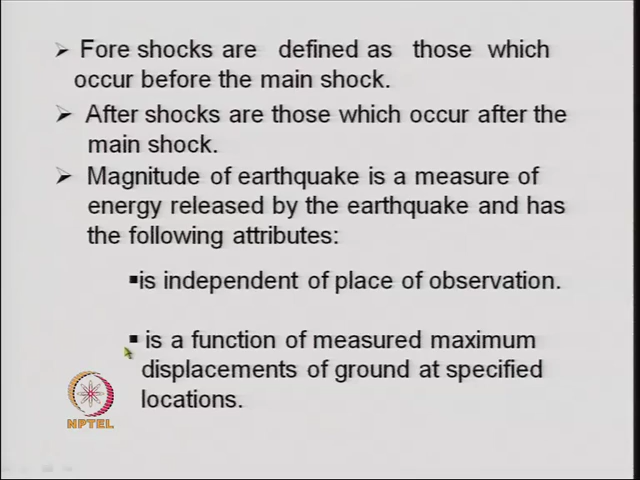 ➢ Fore shocks are defined as those which
occur before the main shock.
➢ After shocks are those which occur after the
main shock.
➢ Magnitude of earthquake is a measure of
energy released by the earthquake and has
the following attributes:
▪is independent of place of observation.
▪ is a function of measured maximum
displacements of ground at specified
locations.
NPTEL